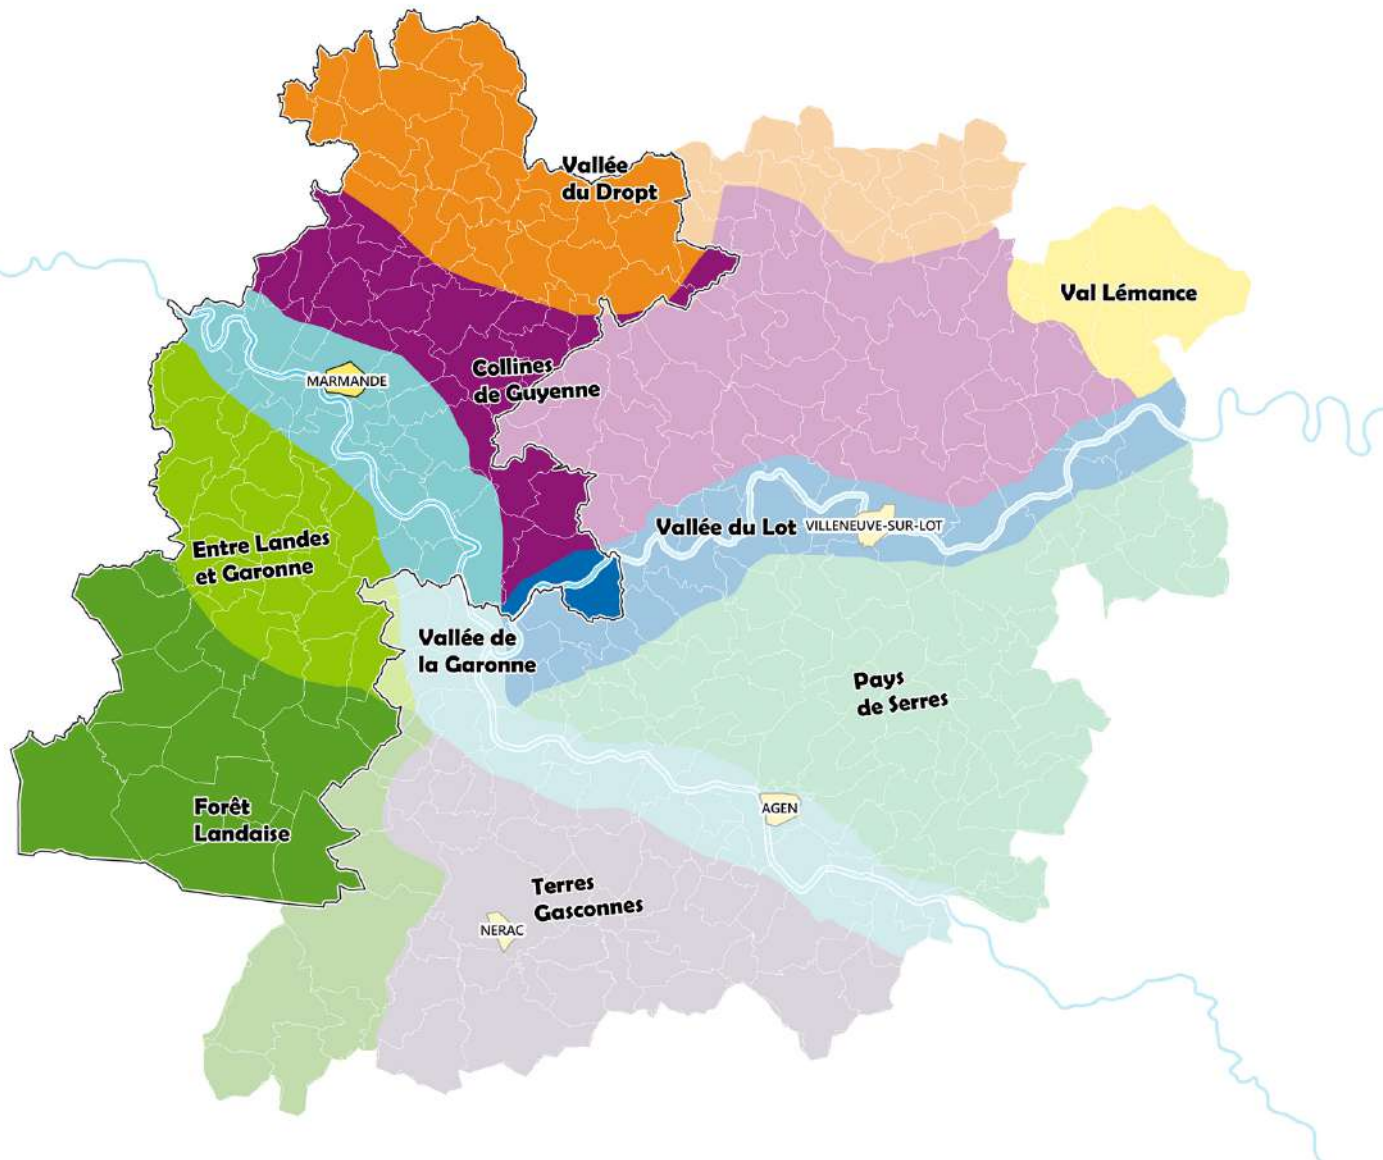 Vallée
du Dropt
Val Lémance
Collines
de Guyenne
MARMANDE
Vallée du Lot
VILLENEUVE-SUR-LOT
Entre Landes
et Garonne
Vallée de
la Garonne
Pays
de Serres
Forêt
Landaise
AGEN
Terres
Gasconnes
NERAC